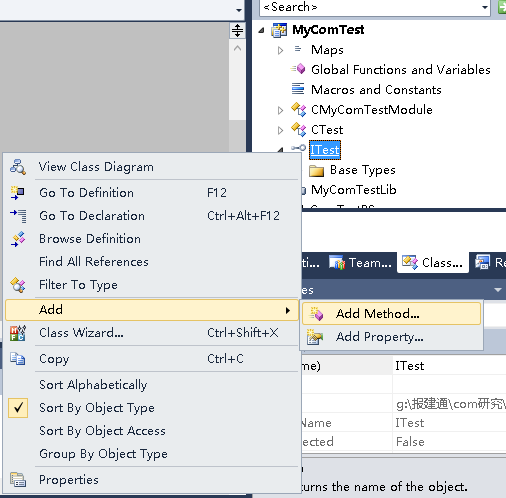 <Search>
MyComTest
Maps
Global Functions and Variables
Macros and Constants
CMyComTestModule
CTest
ITest
Base Types
MyComTestLib
View Class Diagram
Go To Definition F12
Go To Declaration Ctrl+Alt+F12
Browse Definition
Find All References
Filter To Type
Add
Class Wizard... Ctrl+Shift+X
Copy Ctrl+C
Sort Alphabetically
Sort By Object Type
Sort By Object Access
Group By Object Type
Properties
Team...
Class...
Re
es
Add Method...
Add Property...
ITest
g:\报建通\com研究\
Name ITest
ected False
urns the name of the object.